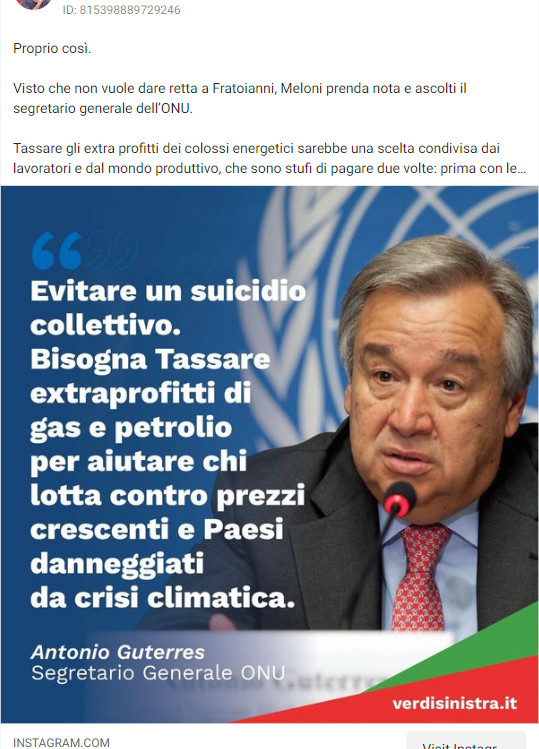 ID: 815398889729246
Proprio così.
Visto che non vuole dare retta a Fratoianni, Meloni prenda nota e ascolti il
segretario generale dell'ONU.
Tassare gli extra profitti dei colossi energetici sarebbe una scelta condivisa dai
lavoratori e dal mondo produttivo, che sono stufi di pagare due volte: prima con le...
Evitare un suicidio
collettivo.
Bisogna Tassare
extraprofitti di
gas e petrolio
per aiutare chi
lotta contro prezzi
crescenti e Paesi
danneggiati
da crisi climatica.
Antonio Guterres
Segretario Generale ONU
verdisinistra.it
INSTAGRAM.COM